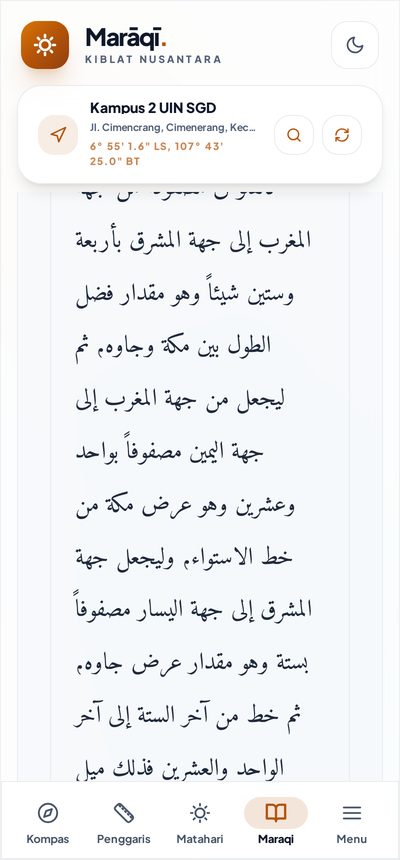 Marāqī.
KIBLAT NUSANTARA
Kampus 2 UIN SGD
Jl. Cimencrang, Cimenerang, Kec...
6° 55' 1.6" LS, 107° 43'
25.0" BT
المغرب إلى جهة المشرق بأربعة
وستين شيئاً وهو مقدار فضل
الطول بين مكة وجاوه، ثم
ليجعل من جهة المغرب إلى
جهة اليمين مصفوفاً بواحد
وعشرين وهو عرض مكة من
خط الاستواء، وليجعل جهة
المشرق إلى جهة اليسار مصفوفاً
بستة وهو مقدار عرض جاوه،
ثم خط من آخر الستة إلى آخر
الواحد والعشرين فذلك ميل
Kompas
Penggaris
Matahari
Maraqi
Menu